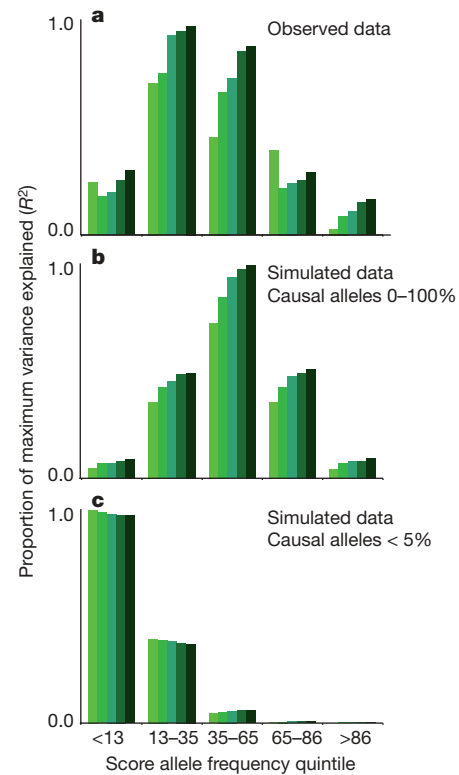 a
1.0
Observed data
0.0
b
1.0
Simulated data
Causal alleles 0–100%
0.0
c
1.0
Simulated data
Causal alleles < 5%
0.0
Proportion of maximum variance explained (R²)
<13 13–35 35–65 65–86 >86
Score allele frequency quintile